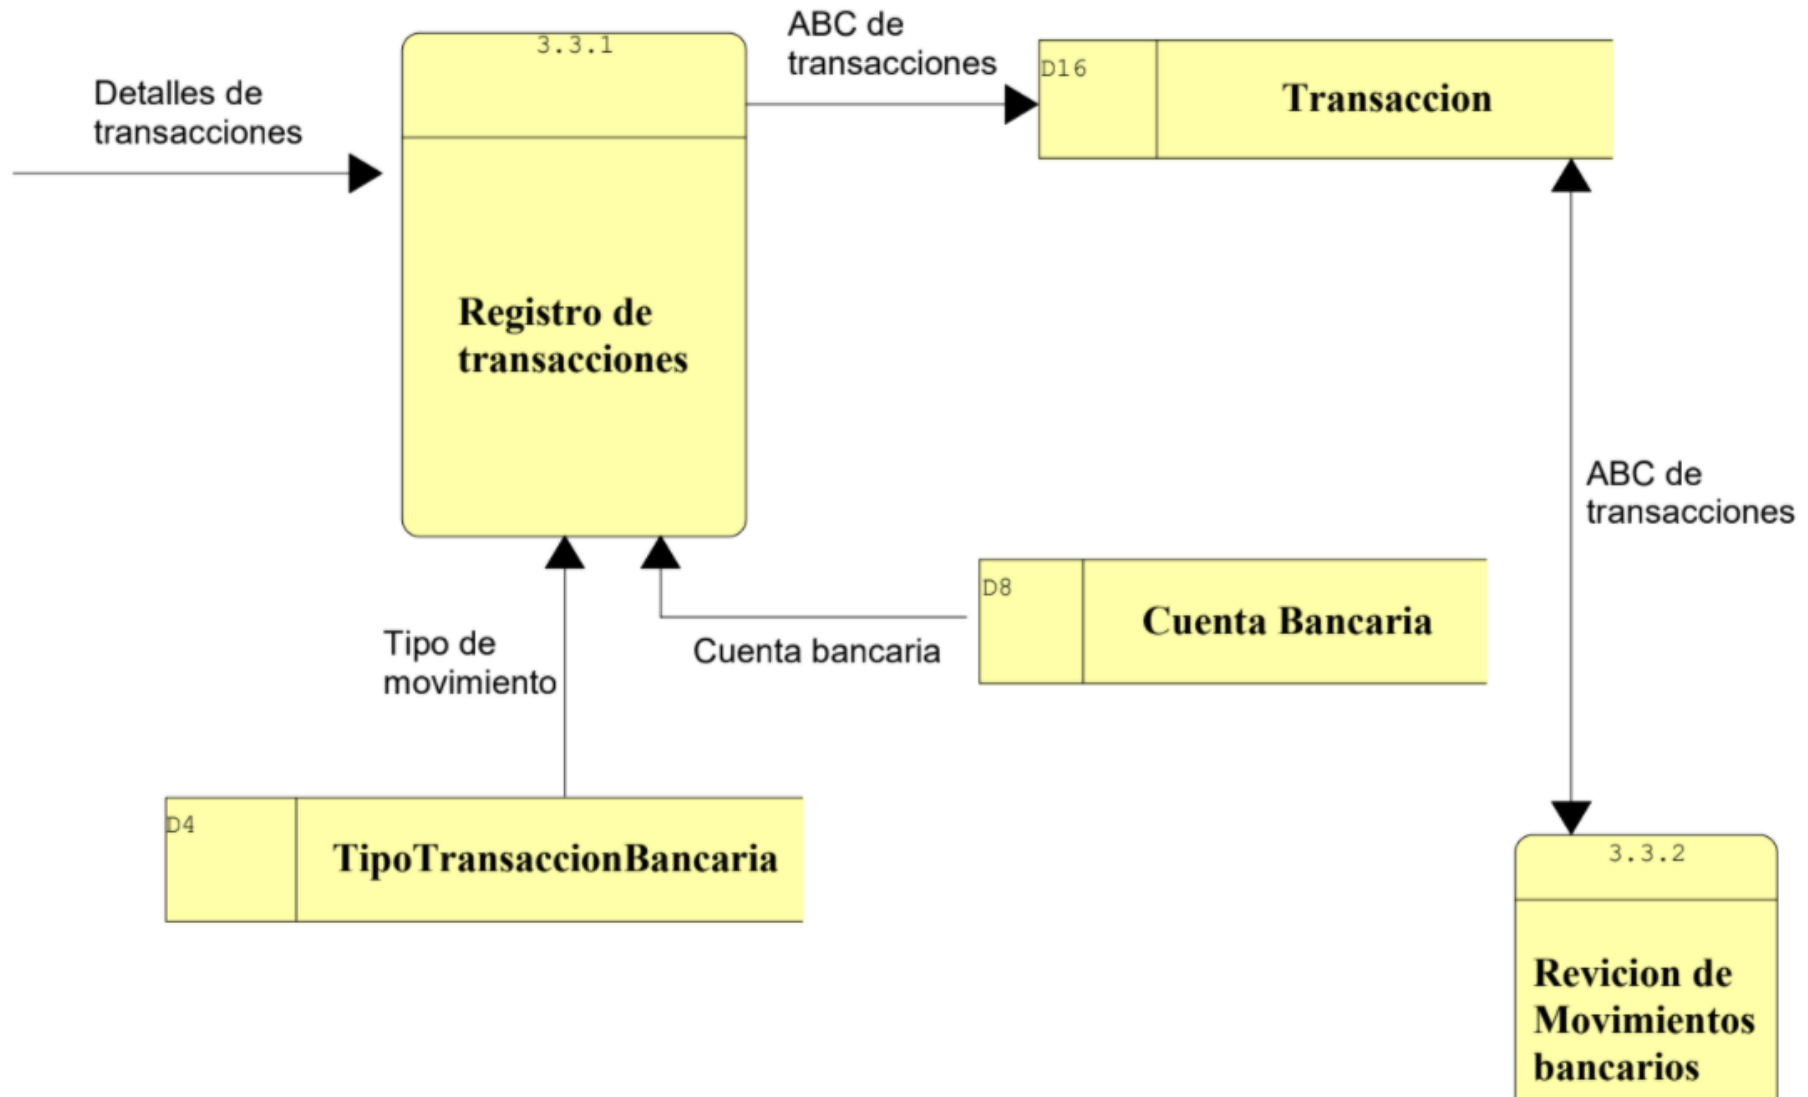 Detalles de
transacciones
3.3.1
Registro de
transacciones
ABC de
transacciones
D16
Transaccion
ABC de
transacciones
D8
Cuenta Bancaria
Cuenta bancaria
Tipo de
movimiento
D4
TipoTransaccionBancaria
3.3.2
Revicion de
Movimientos
bancarios